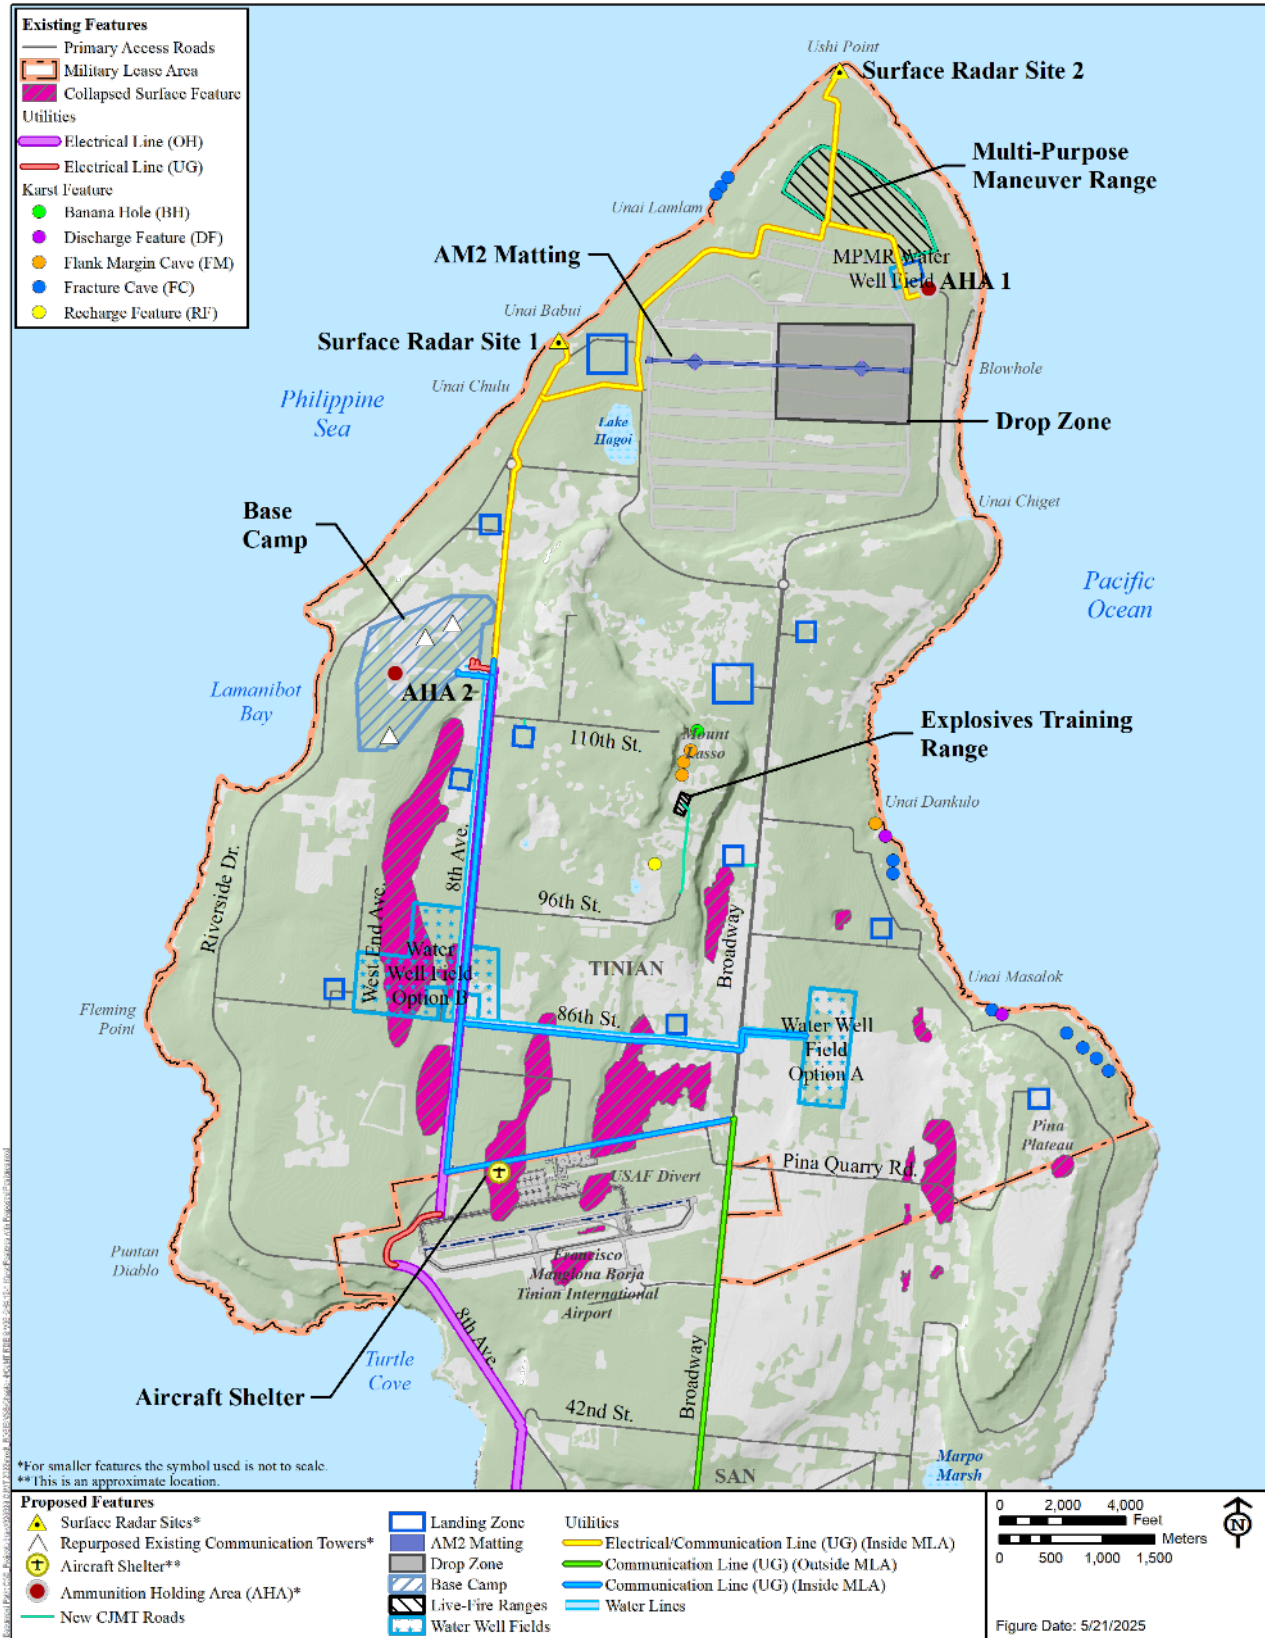 Existing Features
Primary Access Roads
Military Lease Area
Collapsed Surface Feature
Utilities
Electrical Line (OH)
Electrical Line (UG)
Karst Feature
Banana Hole (BH)
Discharge Feature (DF)
Flank Margin Cave (FM)
Fracture Cave (FC)
Recharge Feature (RF)
Ushi Point
Surface Radar Site 2
Multi-Purpose
Maneuver Range
Unai Lamlam
AM2 Matting
MPMR Water
Well Field
AHA 1
Unai Babui
Surface Radar Site 1
Unai Chulu
Blowhole
Philippine
Sea
Lake
Hagoi
Drop Zone
Unai Chiget
Base
Camp
Pacific
Ocean
AHA 2
Lamanibot
Bay
110th St.
Mount
Lasso
Explosives Training
Range
Unai Dankulo
8th Ave.
Riverside Dr.
West End Ave.
96th St.
Broadway
Water
Well Field
Option B
TINIAN
Unai Masalok
Fleming
Point
86th St.
Water Well
Field
Option A
Pina
Plateau
Pina Quarry Rd.
USAF Divert
Puntan
Diablo
Francisco
Manglona Borja
Tinian International
Airport
8th Ave.
Turtle
Cove
Broadway
Aircraft Shelter
42nd St.
Marpo
Marsh
SAN
*For smaller features the symbol used is not to scale.
**This is an approximate location.
Proposed Features
Surface Radar Sites*
Repurposed Existing Communication Towers*
Aircraft Shelter**
Ammunition Holding Area (AHA)*
New CJMT Roads
Landing Zone
AM2 Matting
Drop Zone
Base Camp
Live-Fire Ranges
Water Well Fields
Utilities
Electrical/Communication Line (UG) (Inside MLA)
Communication Line (UG) (Outside MLA)
Communication Line (UG) (Inside MLA)
Water Lines
0 2,000 4,000
Feet
Meters
0 500 1,000 1,500
N
Figure Date: 5/21/2025